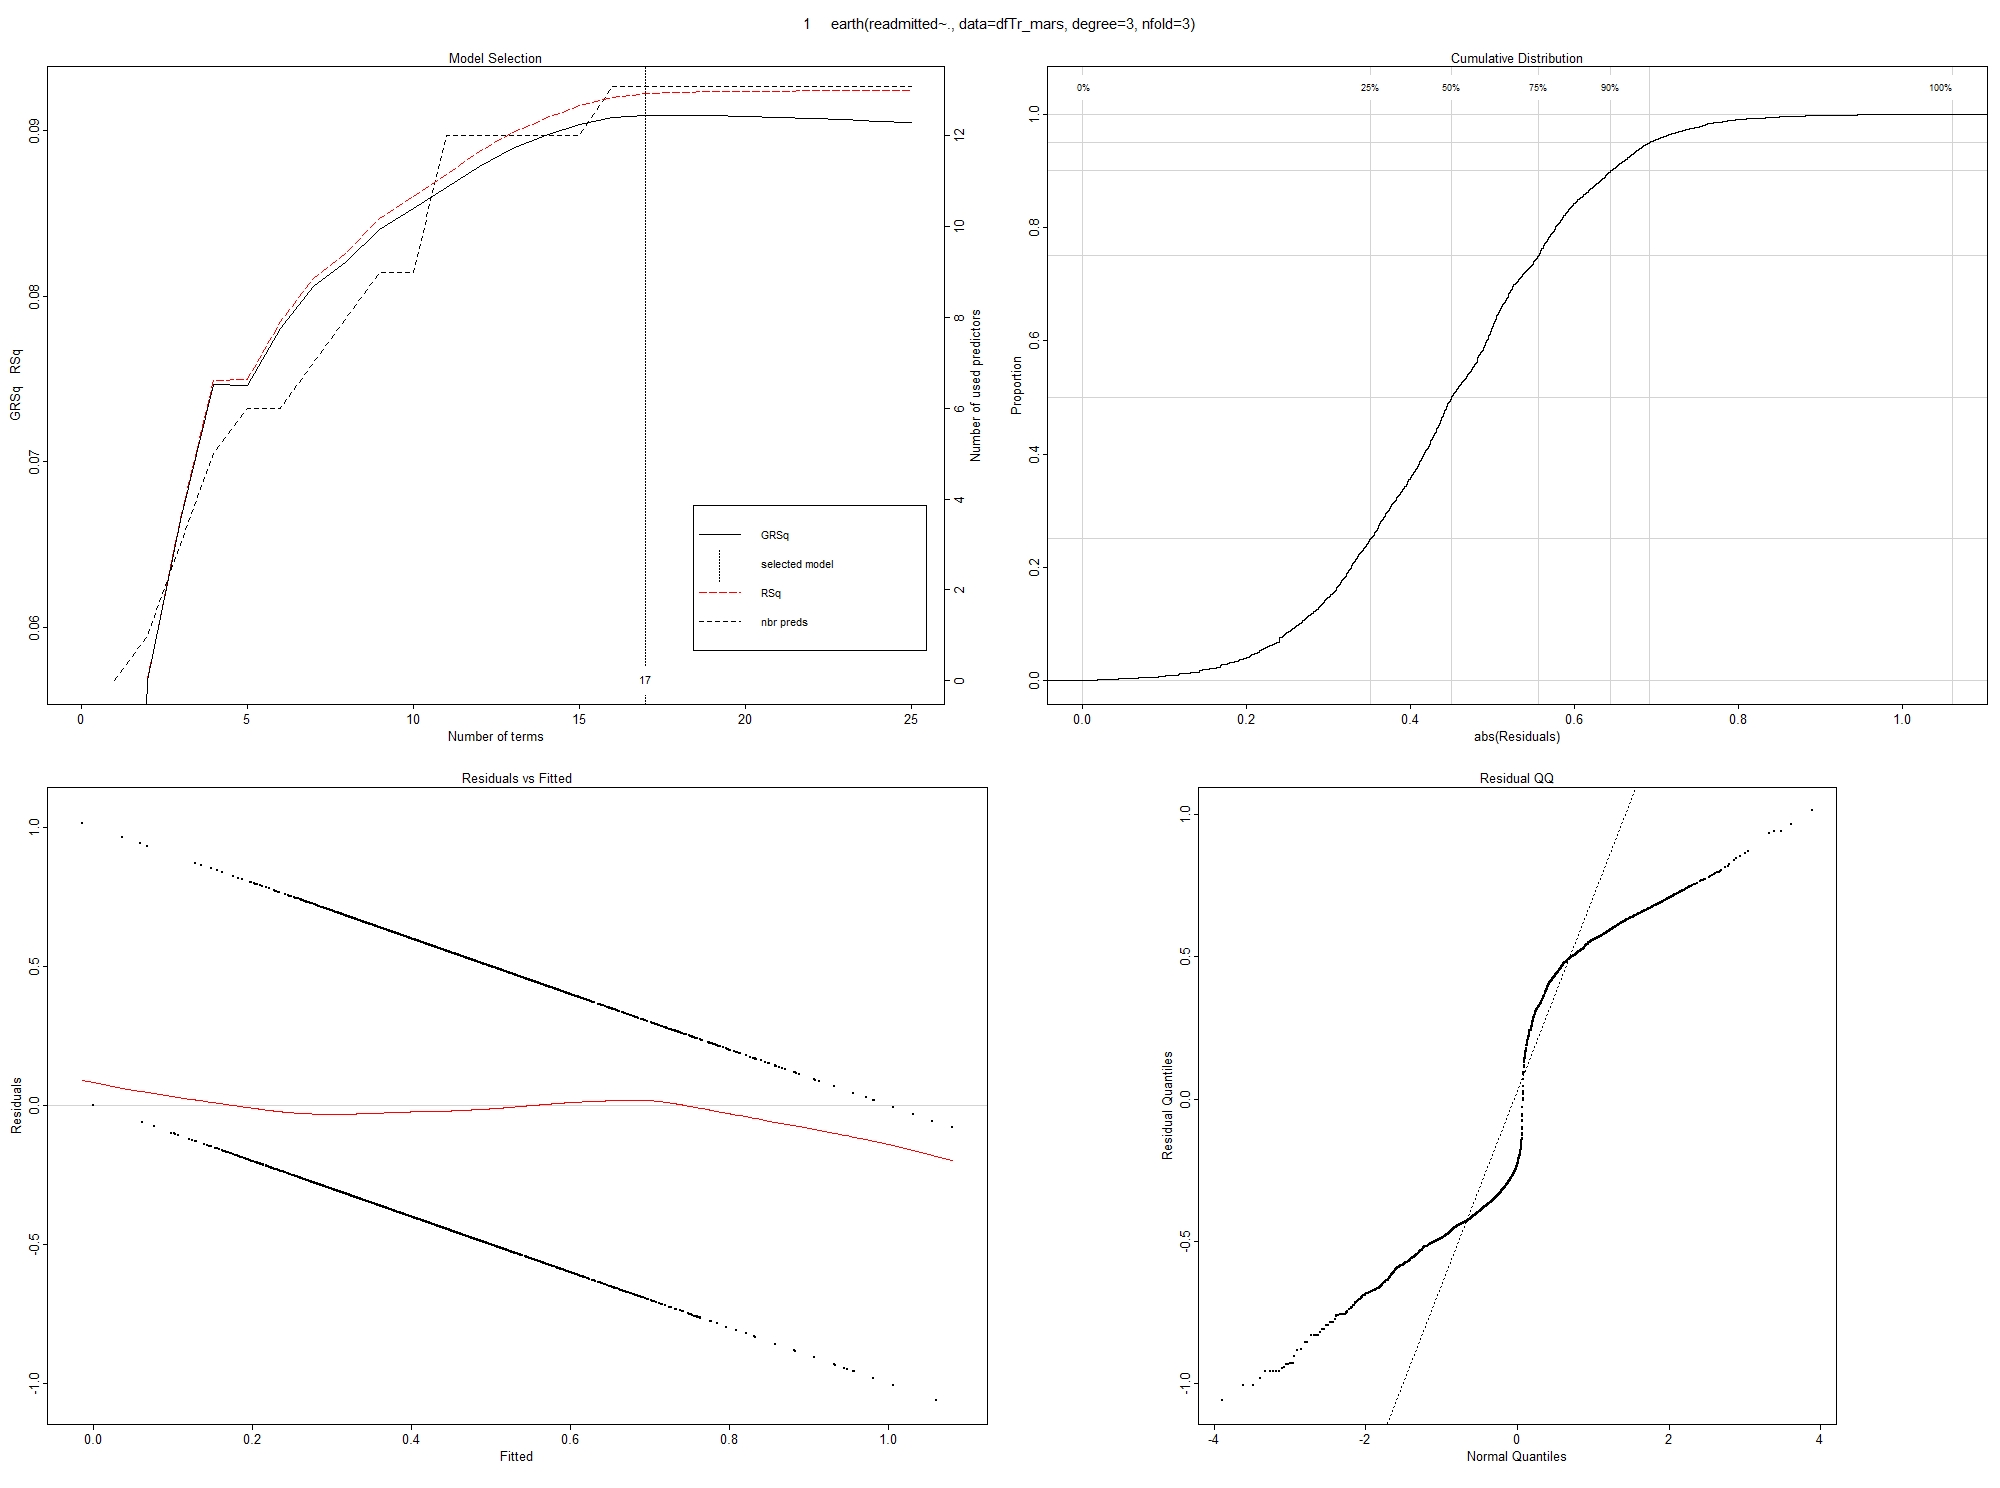 1 earth(readmitted~., data=dfTr_mars, degree=3, nfold=3)
Model Selection
GRSq RSq
0.06 0.07 0.08 0.09
0 2 4 6 8 10 12
Number of used predictors
GRSq
selected model
RSq
nbr preds
17
0 5 10 15 20 25
Number of terms
Cumulative Distribution
0% 25% 50% 75% 90% 100%
Proportion
0.0 0.2 0.4 0.6 0.8 1.0
0.0 0.2 0.4 0.6 0.8 1.0
abs(Residuals)
Residuals vs Fitted
Residuals
-1.0 -0.5 0.0 0.5 1.0
0.0 0.2 0.4 0.6 0.8 1.0
Fitted
Residual QQ
Residual Quantiles
-1.0 -0.5 0.0 0.5 1.0
-4 -2 0 2 4
Normal Quantiles